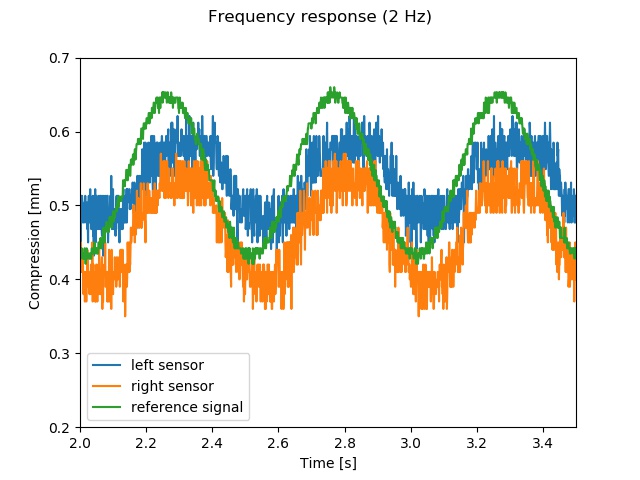 Frequency response (2 Hz)
0.7
0.6
0.5
0.4
0.3
0.2
Compression [mm]
left sensor
right sensor
reference signal
2.0 2.2 2.4 2.6 2.8 3.0 3.2 3.4
Time [s]